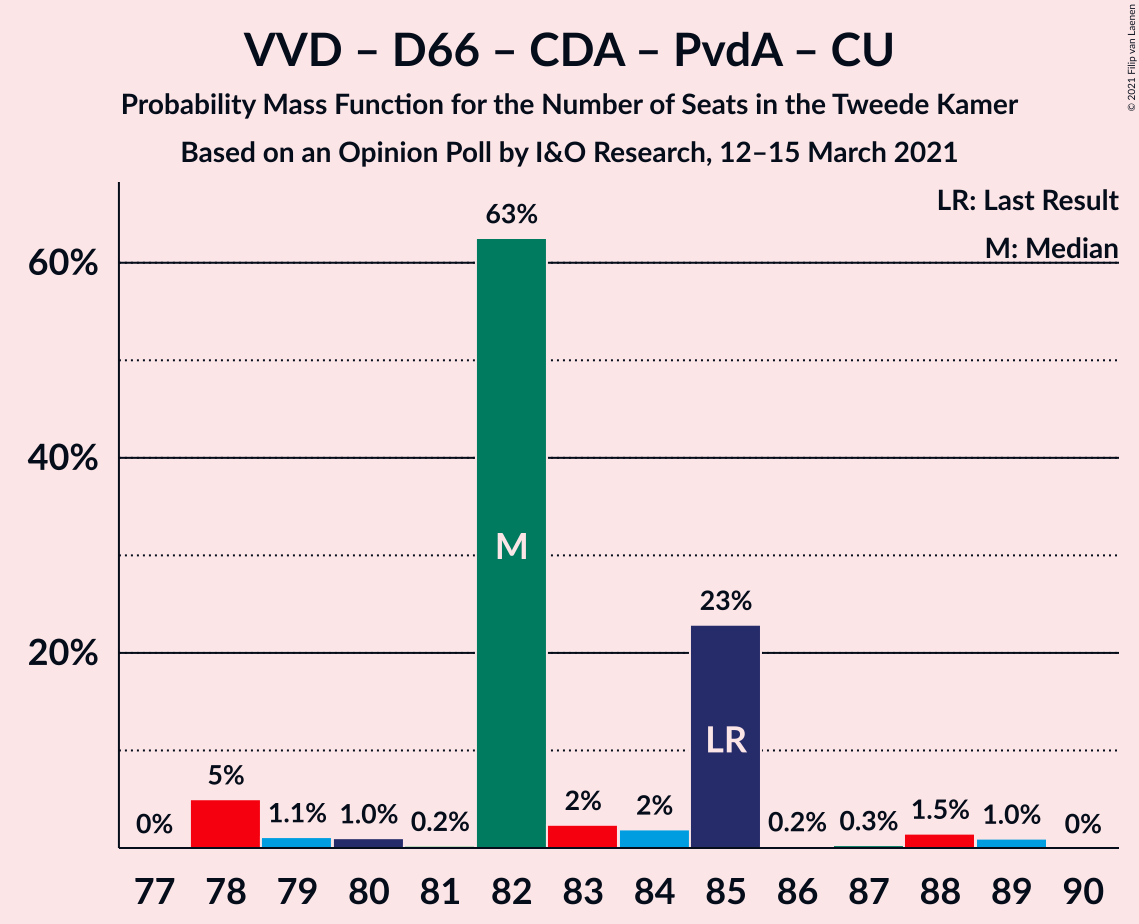 VVD – D66 – CDA – PvdA – CU
Probability Mass Function for the Number of Seats in the Tweede Kamer
Based on an Opinion Poll by I&O Research, 12–15 March 2021
© 2021 Filip van Laenen
LR: Last Result
M: Median
60%
40%
20%
0%
5%
1.1%
1.0%
0.2%
63%
2%
2%
23%
0.2%
0.3%
1.5%
1.0%
0%
M
LR
77 78 79 80 81 82 83 84 85 86 87 88 89 90